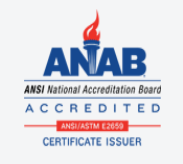 ANAB
ANSI National Accreditation Board
ACCREDITED
ANSI/ASTM E2659
CERTIFICATE ISSUER